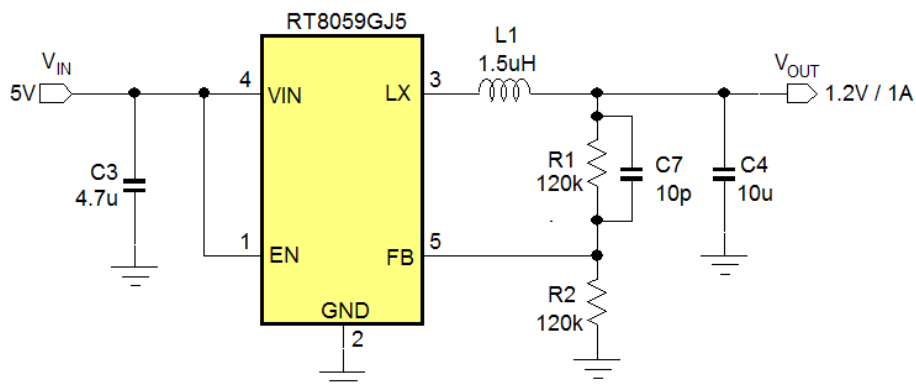 RT8059GJ5
L1
1.5uH
VIN
5V
4
VIN
LX
3
VOUT
1.2V / 1A
C3
4.7u
R1
120k
C7
10p
C4
10u
1
EN
FB
5
R2
120k
GND
2